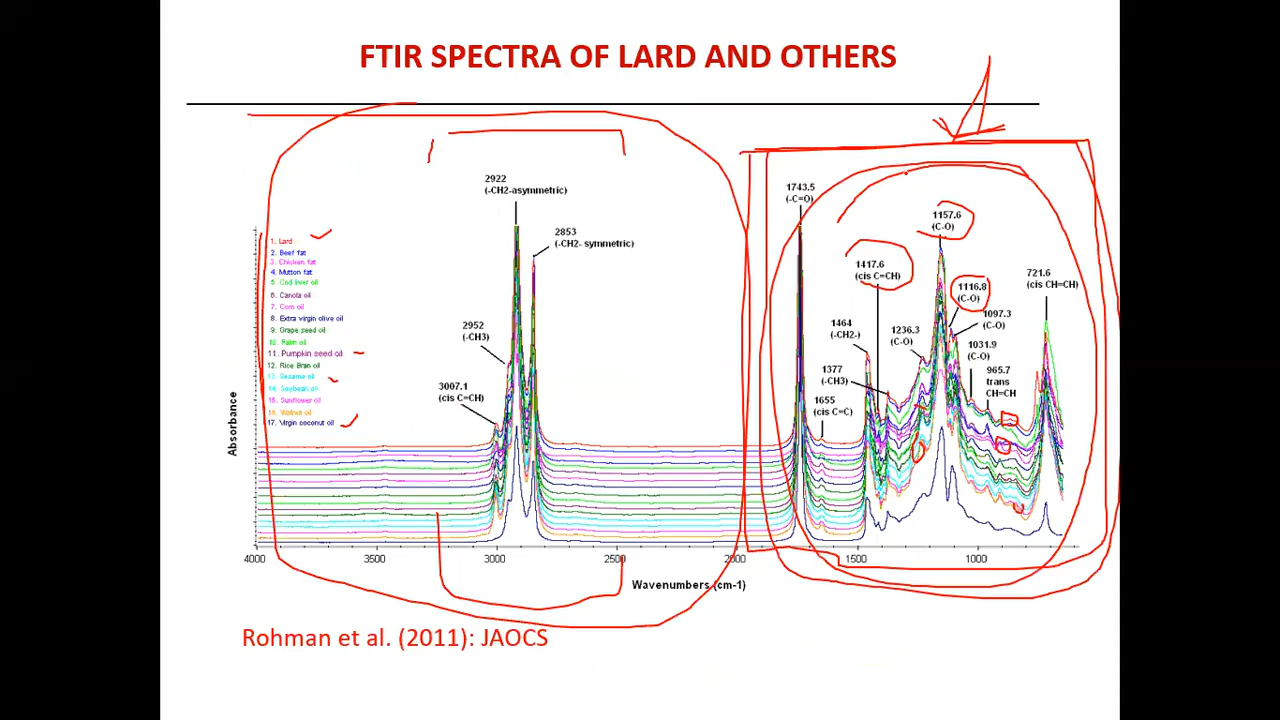 FTIR SPECTRA OF LARD AND OTHERS
2922
(-CH2-asymmetric)
2853
(-CH2- symmetric)
2952
(-CH3)
3007.1
(cis C=CH)
1743.5
(-C=O)
1157.6
(C-O)
1417.6
(cis C=CH)
1116.8
(C-O)
721.6
(cis CH=CH)
1464
(-CH2-)
1236.3
(C-O)
1097.3
(C-O)
1031.9
(C-O)
1377
(-CH3)
965.7
trans
CH=CH
1655
(cis C=C)
1. Lard
2. Beef fat
3. Chicken fat
4. Mutton fat
5. Cod liver oil
6. Canola oil
7. Corn oil
8. Extra virgin olive oil
9. Grape seed oil
10. Palm oil
11. Pumpkin seed oil
12. Rice Bran oil
13. Sesame oil
14. Soybean oil
15. Sunflower oil
16. Walnut oil
17. Virgin coconut oil
Absorbance
4000 3500 3000 2500 2000 1500 1000
Wavenumbers (cm-1)
Rohman et al. (2011): JAOCS